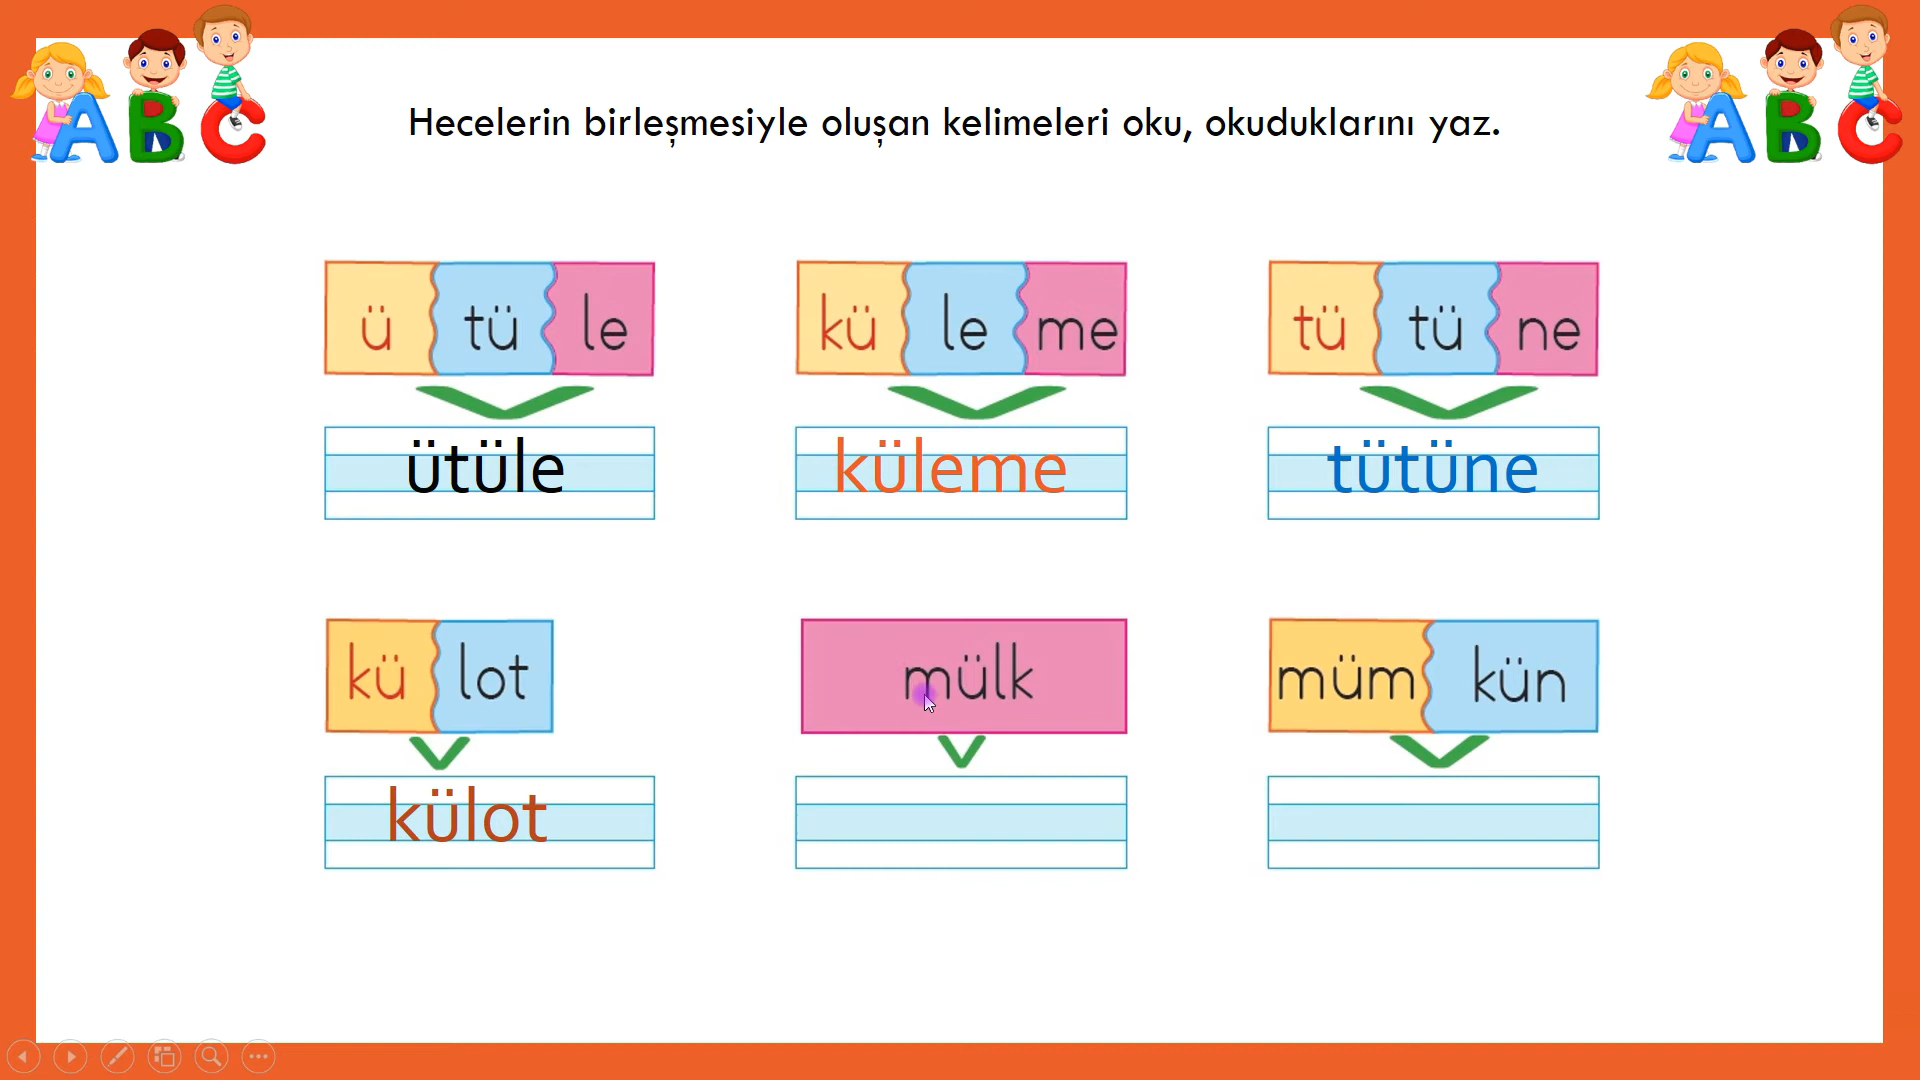 A B C
Hecelerin birleşmesiyle oluşan kelimeleri oku, okuduklarını yaz.
A B C
ü tü le
kü le me
tü tü ne
ütüle
küleme
tütüne
kü lot
mülk
müm kün
külot